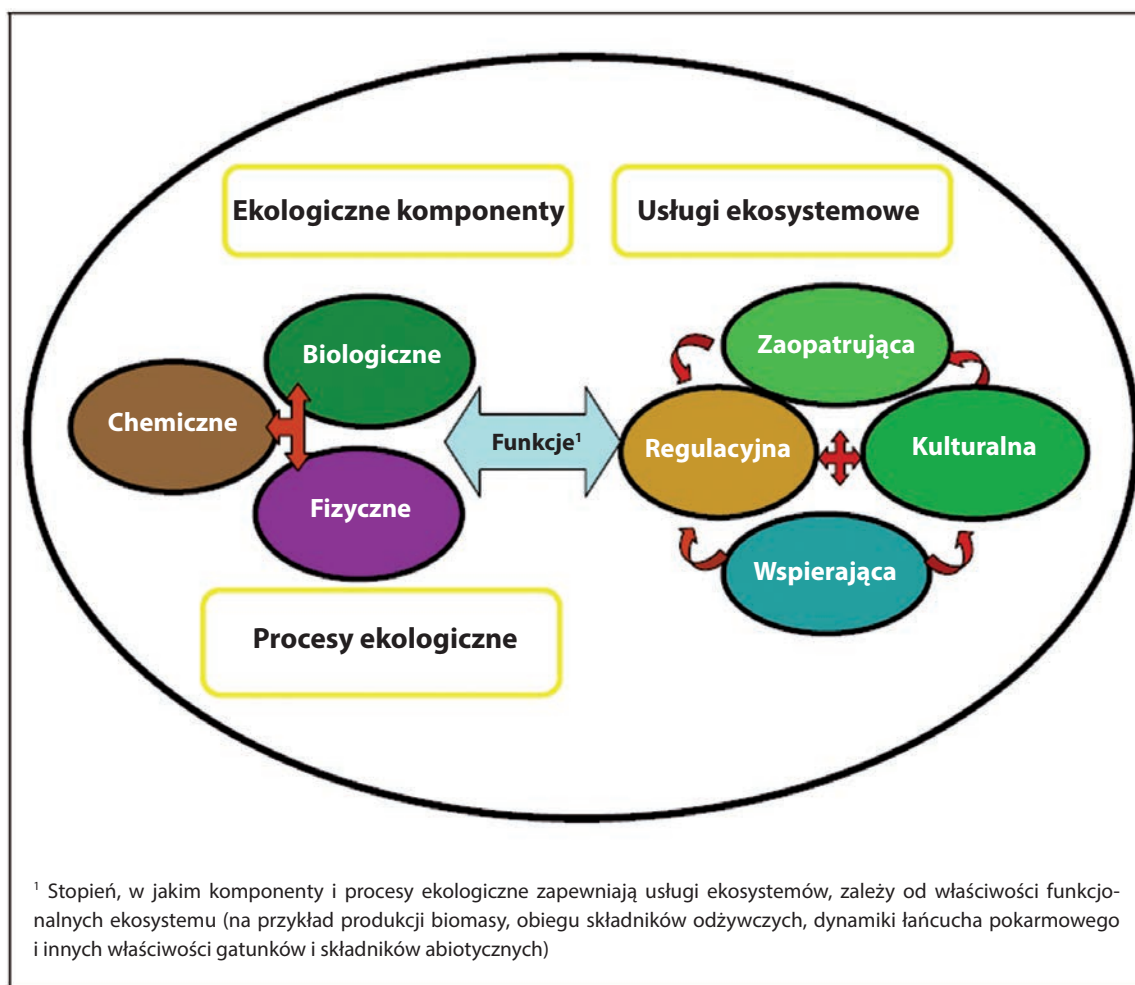 Ekologiczne komponenty
Usługi ekosystemowe
Biologiczne
Chemiczne
Fizyczne
Funkcje¹
Zaopatrująca
Regulacyjna
Kulturalna
Wspierająca
Procesy ekologiczne
¹ Stopień, w jakim komponenty i procesy ekologiczne zapewniają usługi ekosystemów, zależy od właściwości funkcjo-
nalnych ekosystemu (na przykład produkcji biomasy, obiegu składników odżywczych, dynamiki łańcucha pokarmowego
i innych właściwości gatunków i składników abiotycznych)